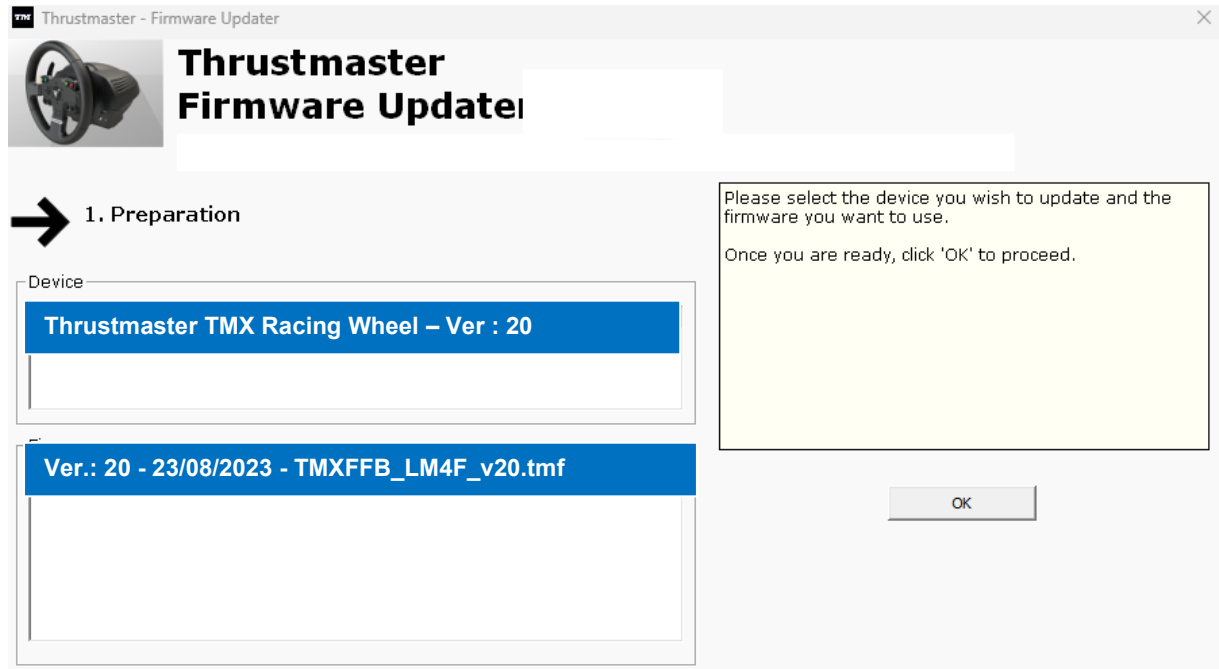 Thrustmaster - Firmware Updater
Thrustmaster
Firmware Updater
1. Preparation
Please select the device you wish to update and the
firmware you want to use.
Once you are ready, click 'OK' to proceed.
Device
Thrustmaster TMX Racing Wheel – Ver : 20
Ver.: 20 - 23/08/2023 - TMXFFB_LM4F_v20.tmf
OK